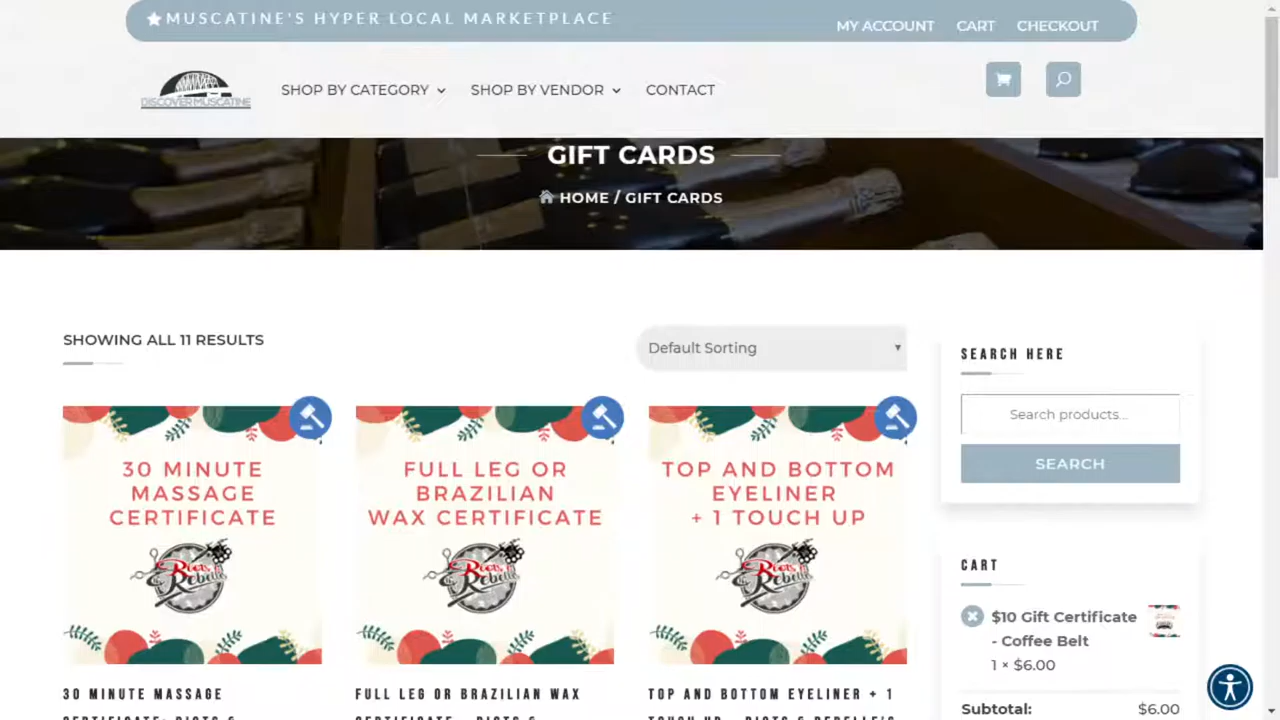 MUSCATINE'S HYPER LOCAL MARKETPLACE
MY ACCOUNT CART CHECKOUT
DISCOVER MUSCATINE
SHOP BY CATEGORY SHOP BY VENDOR CONTACT
GIFT CARDS
HOME / GIFT CARDS
SHOWING ALL 11 RESULTS
Default Sorting
SEARCH HERE
Search products...
SEARCH
30 MINUTE
MASSAGE
CERTIFICATE
FULL LEG OR
BRAZILIAN
WAX CERTIFICATE
TOP AND BOTTOM
EYELINER
+ 1 TOUCH UP
CART
$10 Gift Certificate
- Coffee Belt
1 × $6.00
Subtotal: $6.00
30 MINUTE MASSAGE
FULL LEG OR BRAZILIAN WAX
TOP AND BOTTOM EYELINER + 1